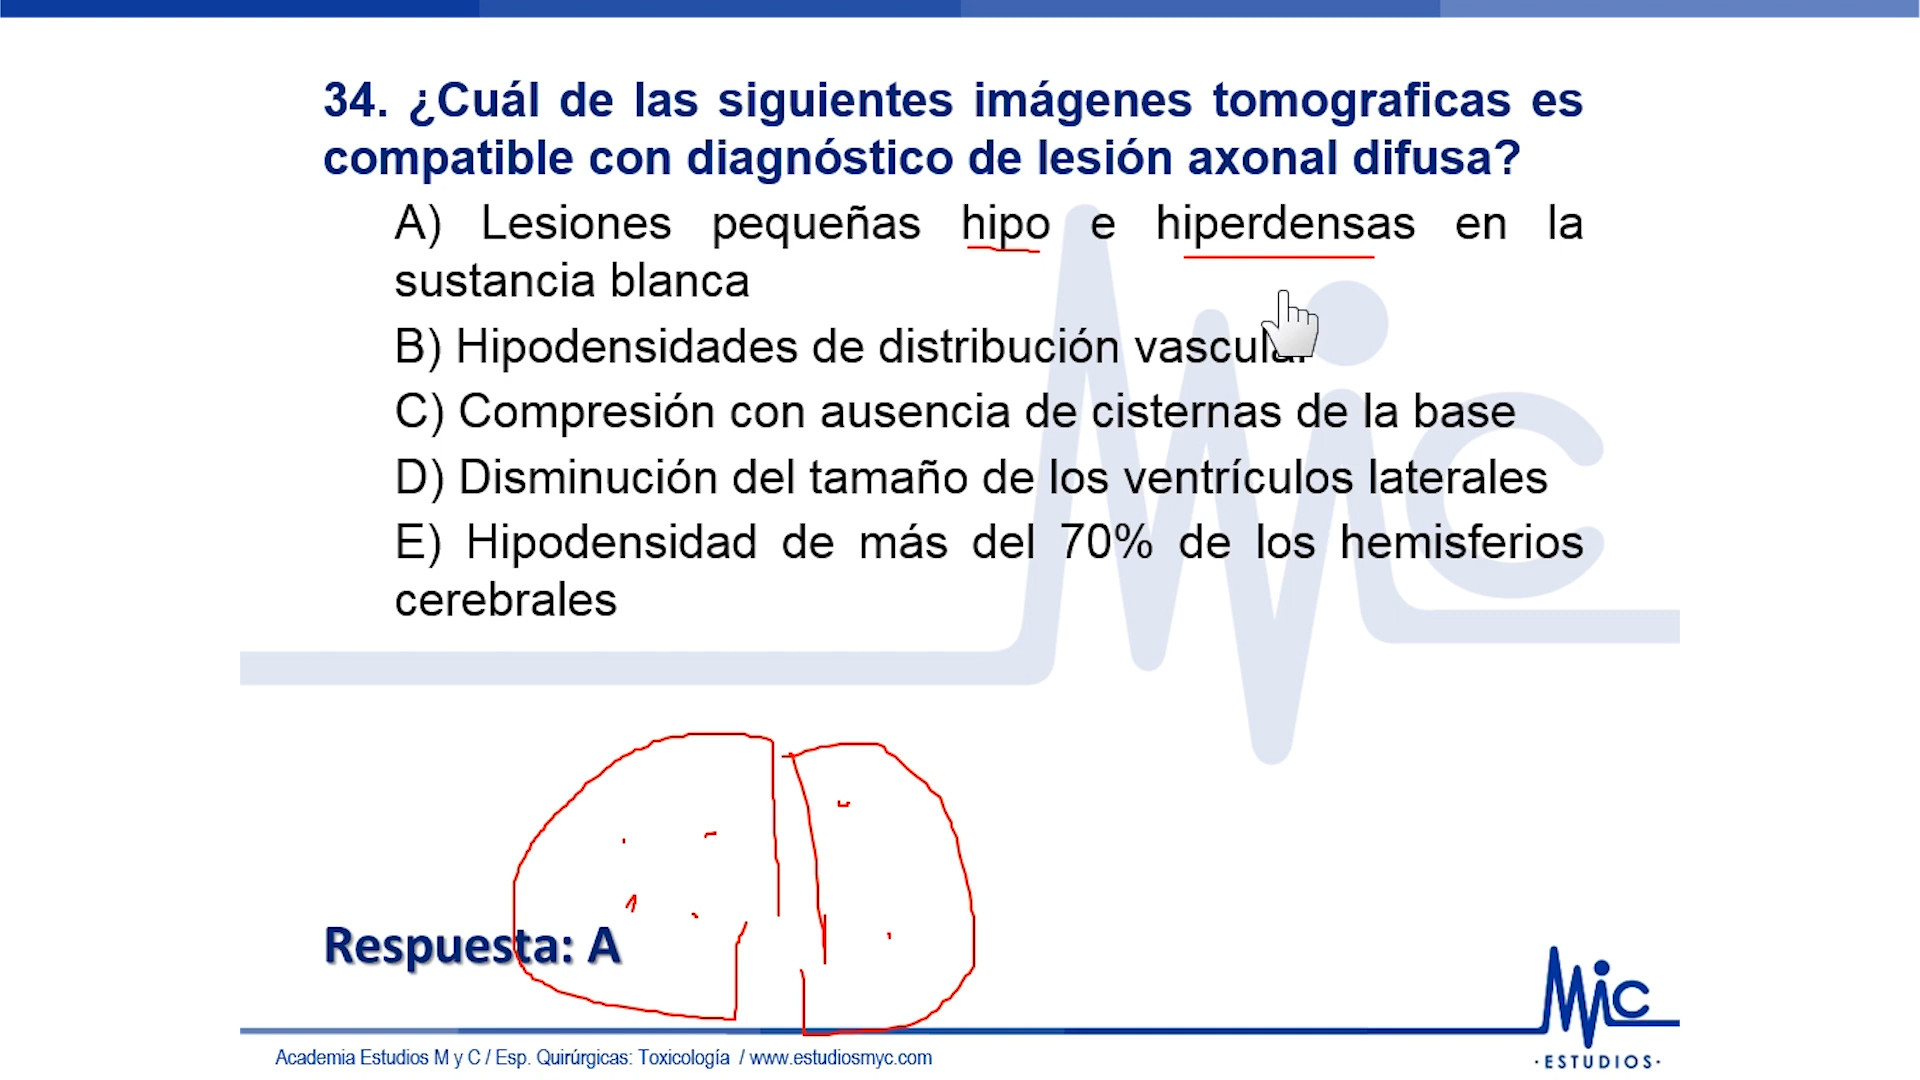 34. ¿Cuál de las siguientes imágenes tomograficas es
compatible con diagnóstico de lesión axonal difusa?
A) Lesiones pequeñas hipo e hiperdensas en la
sustancia blanca
B) Hipodensidades de distribución vascular
C) Compresión con ausencia de cisternas de la base
D) Disminución del tamaño de los ventrículos laterales
E) Hipodensidad de más del 70% de los hemisferios
cerebrales
Mic
Respuesta: A
Mic
·ESTUDIOS·
Academia Estudios M y C / Esp. Quirúrgicas: Toxicología / www.estudiosmyc.com